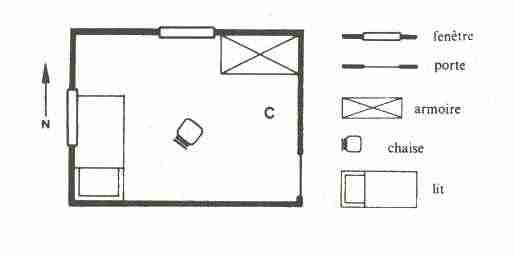 fenêtre
porte
N
C
armoire
chaise
lit